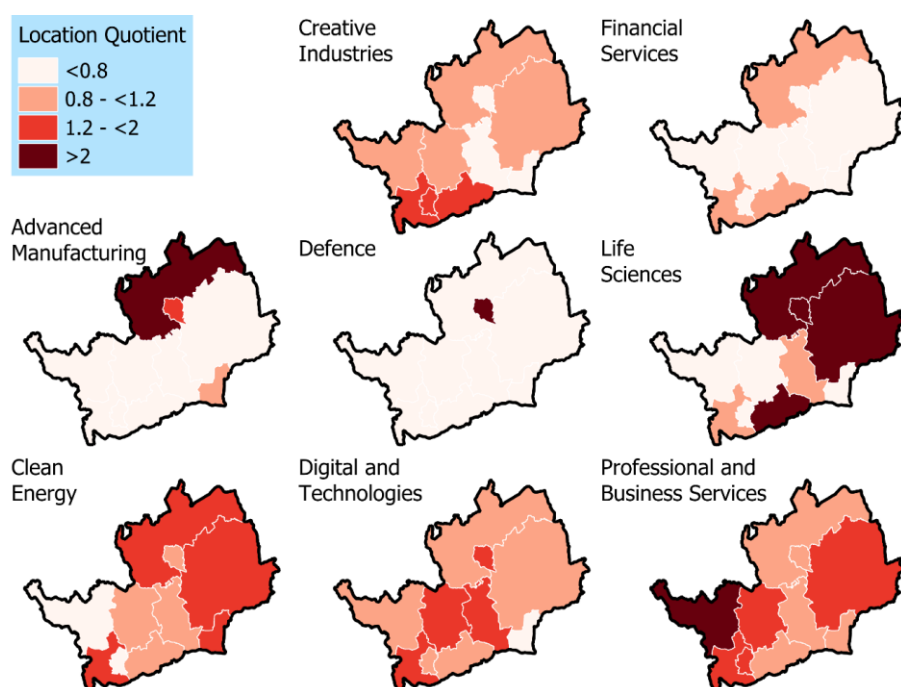 Location Quotient
<0.8
0.8 - <1.2
1.2 - <2
>2
Creative
Industries
Financial
Services
Advanced
Manufacturing
Defence
Life
Sciences
Clean
Energy
Digital and
Technologies
Professional and
Business Services